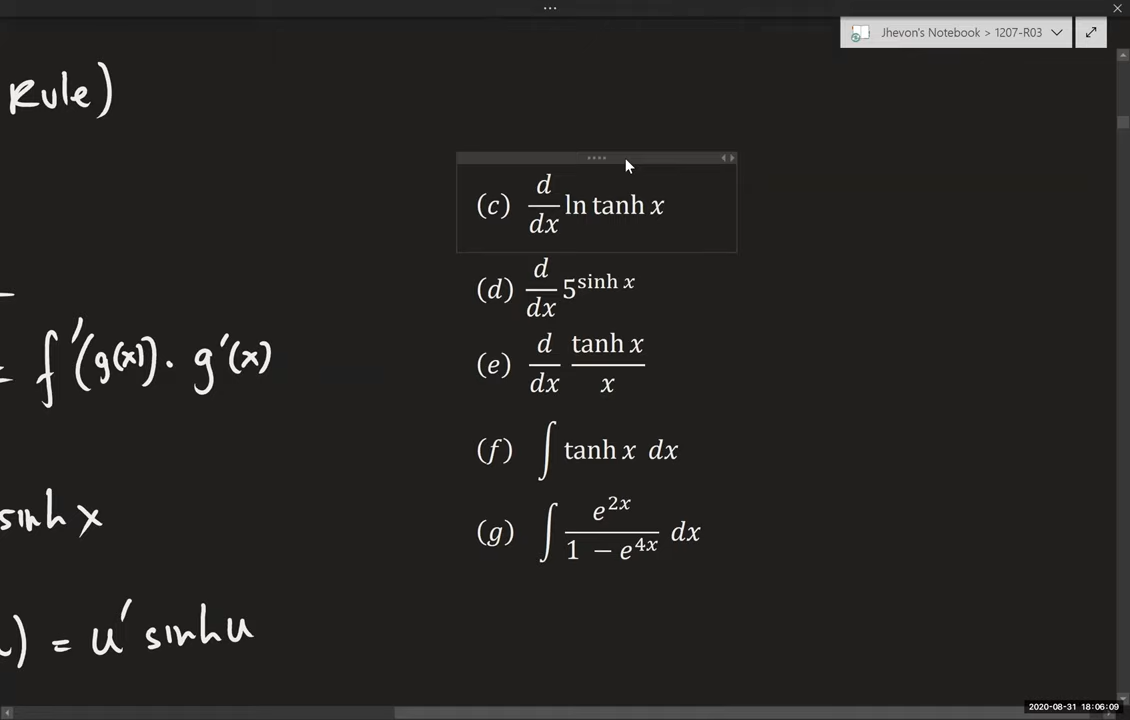 Jhevon's Notebook > 1207-R03
Rule)
(c) d/dx ln tanh x
(d) d/dx 5^{sinh x}
= f'(g(x)) · g'(x)
(e) d/dx tanh x / x
(f) ∫ tanh x dx
sinh x
(g) ∫ e^{2x} / (1 − e^{4x}) dx
) = u' sinh u
2020-08-31 18:06:09